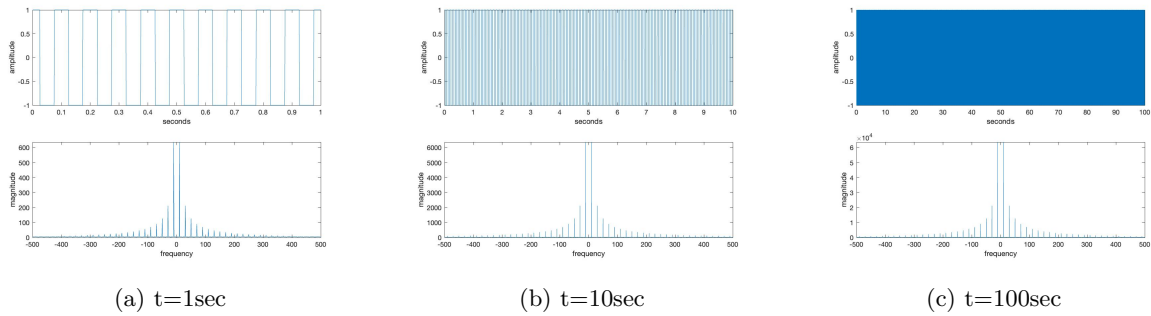 1
0.5
0
-0.5
-1
amplitude
0 0.1 0.2 0.3 0.4 0.5 0.6 0.7 0.8 0.9 1
seconds
600
500
400
300
200
100
0
magnitude
-500 -400 -300 -200 -100 0 100 200 300 400 500
frequency
(a) t=1sec
1
0.5
0
-0.5
-1
amplitude
0 1 2 3 4 5 6 7 8 9 10
seconds
6000
5000
4000
3000
2000
1000
0
magnitude
-500 -400 -300 -200 -100 0 100 200 300 400 500
frequency
(b) t=10sec
1
0.5
0
-0.5
-1
amplitude
0 10 20 30 40 50 60 70 80 90 100
seconds
×10⁴
6
5
4
3
2
1
0
magnitude
-500 -400 -300 -200 -100 0 100 200 300 400 500
frequency
(c) t=100sec